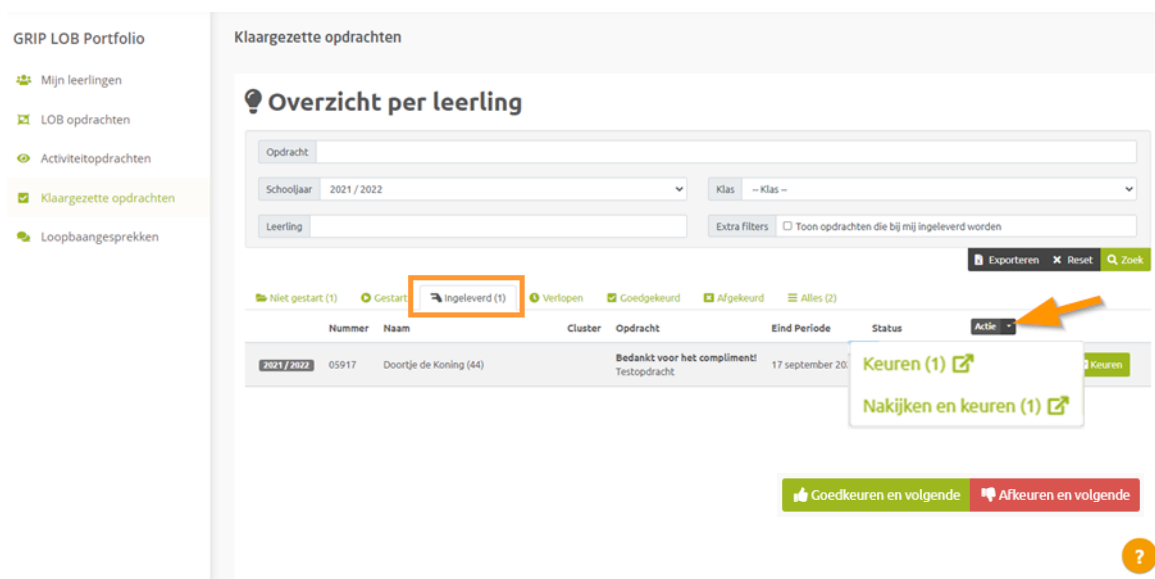 GRIP LOB Portfolio
Klaargezette opdrachten
Mijn leerlingen
LOB opdrachten
Activiteitopdrachten
Klaargezette opdrachten
Loopbaangesprekken
Overzicht per leerling
Opdracht
Schooljaar 2021 / 2022 Klas -- Klas --
Leerling Extra filters Toon opdrachten die bij mij ingeleverd worden
Exporteren Reset Zoek
Niet gestart (1) Gestart Ingeleverd (1) Verlopen Goedgekeurd Afgekeurd Alles (2)
Nummer Naam Cluster Opdracht Eind Periode Status Actie
2021 / 2022 05917 Doortje de Koning (44) Bedankt voor het compliment! 17 september Keuren
Testopdracht
Keuren (1)
Nakijken en keuren (1)
Goedkeuren en volgende Afkeuren en volgende
?